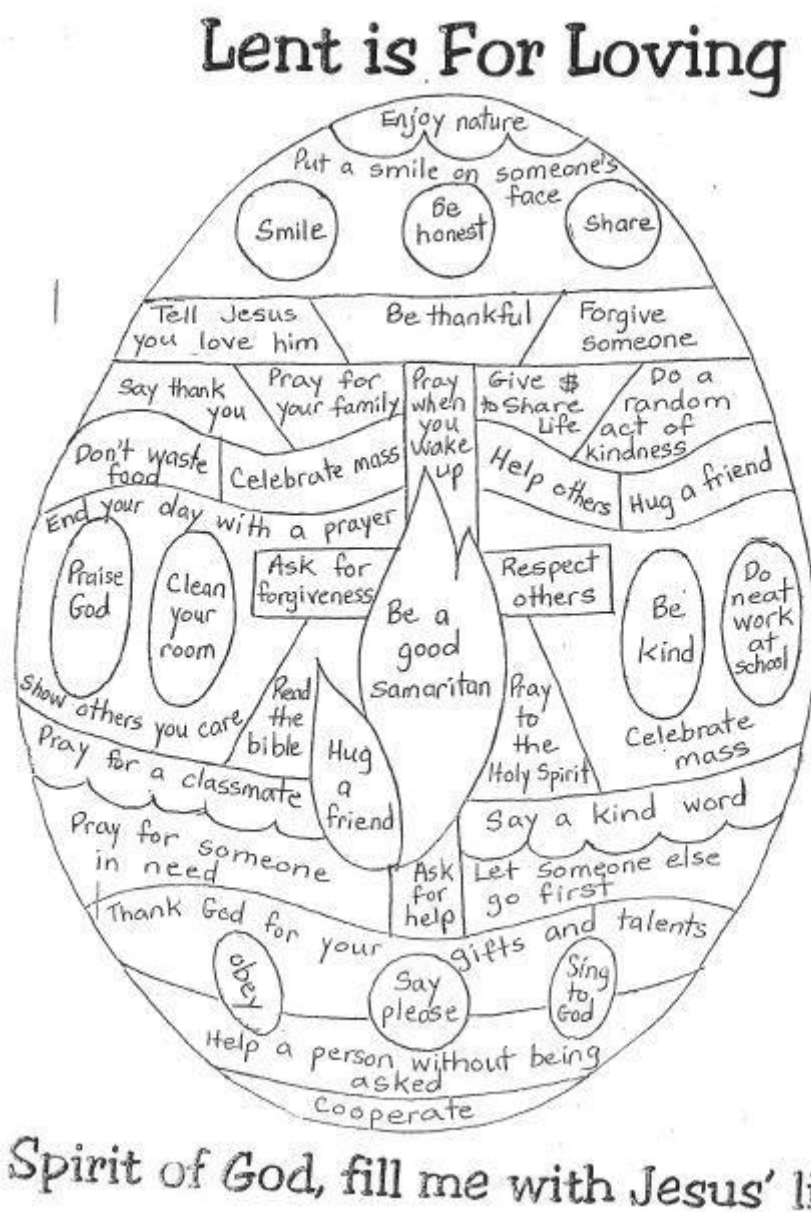 Lent is For Loving
Enjoy nature
Put a smile on someone's
face
Smile
Be
honest
Share
Tell Jesus
you love him
Be thankful
Forgive
someone
Say thank
you
Pray for
your family
Pray
when
you
wake
up
Give $
to Share
Life
Do a
random
act of
kindness
Don't waste
food
Celebrate mass
Help others
Hug a friend
End your day with a prayer
Praise
God
Clean
your
room
Ask for
forgiveness
Be a
good
samaritan
Respect
others
Be
kind
Do
neat
work
at
school
Show others you care
Read
the
bible
Hug
a
friend
Pray
to
the
Holy Spirit
Celebrate
mass
Pray for a classmate
Say a kind word
Pray for someone
in need
Ask
for
help
Let someone else
go first
Thank God for your gifts and talents
obey
Say
please
Sing
to
God
Help a person without being
asked
Cooperate
Spirit of God, fill me with Jesus'